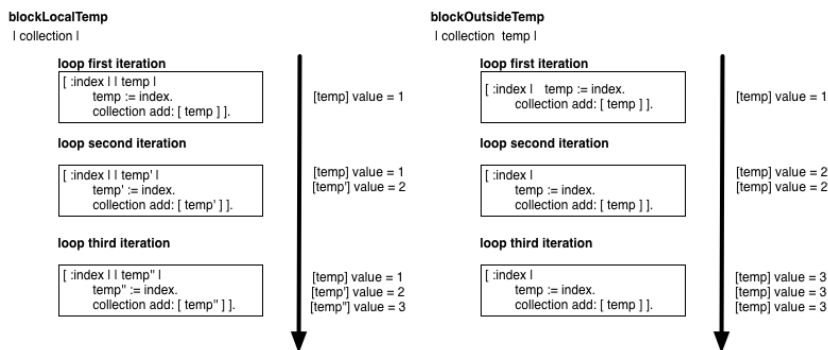 blockLocalTemp
| collection |
loop first iteration
[ :index | | temp |
temp := index.
collection add: [ temp ] ].
[temp] value = 1
loop second iteration
[ :index | | temp' |
temp' := index.
collection add: [ temp' ] ].
[temp] value = 1
[temp'] value = 2
loop third iteration
[ :index | | temp" |
temp" := index.
collection add: [ temp" ] ].
[temp] value = 1
[temp'] value = 2
[temp"] value = 3
blockOutsideTemp
| collection temp |
loop first iteration
[ :index | temp := index.
collection add: [ temp ] ].
[temp] value = 1
loop second iteration
[ :index |
temp := index.
collection add: [ temp ] ].
[temp] value = 2
[temp] value = 2
loop third iteration
[ :index |
temp := index.
collection add: [ temp ] ].
[temp] value = 3
[temp] value = 3
[temp] value = 3